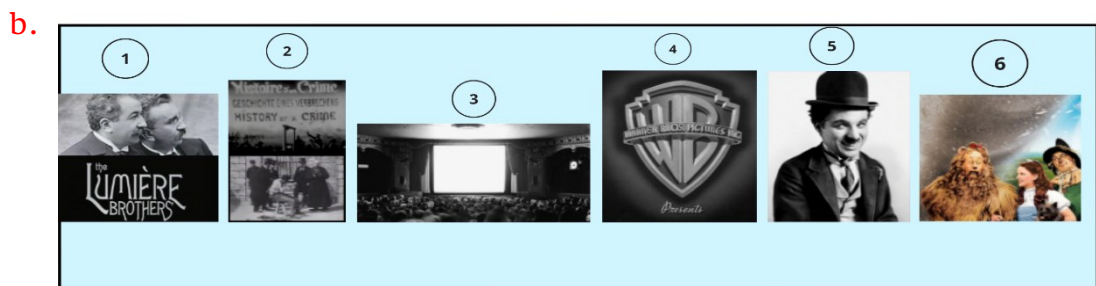 b.
1
2
3
4
5
6
the
LUMIÈRE
BROTHERS
Histoire d'un Crime
GESCHICHTE EINES VERBRECHENS
HISTORY OF A CRIME
WARNER BROS. PICTURES INC.
WB
Presents